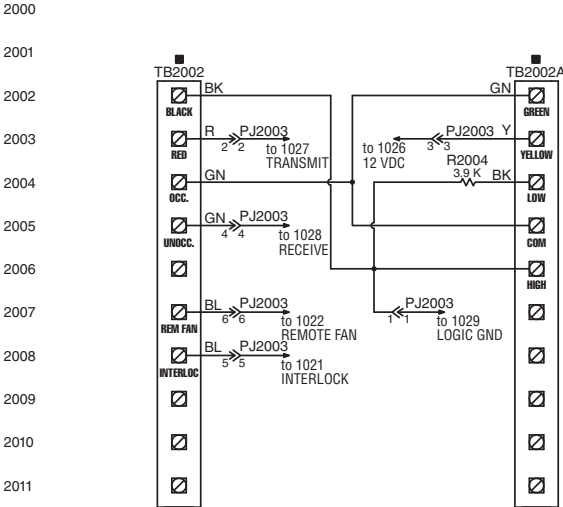 2000
2001
TB2002 TB2002A
2002 BK GN
BLACK GREEN
2003 R PJ2003 PJ2003 Y
2 2 3 3
RED to 1027 to 1026 YELLOW
TRANSMIT 12 VDC
R2004
2004 GN 3.9 K BK
OCC. LOW
2005 GN PJ2003
4 4
UNOCC. to 1028 COM
RECEIVE
2006
HIGH
2007 BL PJ2003 PJ2003
6 6 1 1
REM FAN to 1022 to 1029
REMOTE FAN LOGIC GND
2008 BL PJ2003
5 5
INTERLOC to 1021
INTERLOCK
2009
2010
2011